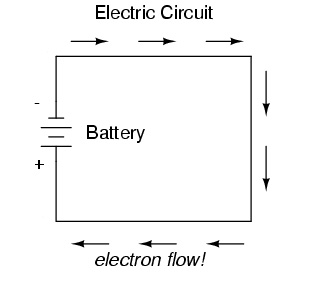 Electric Circuit
-
Battery
+
electron flow!